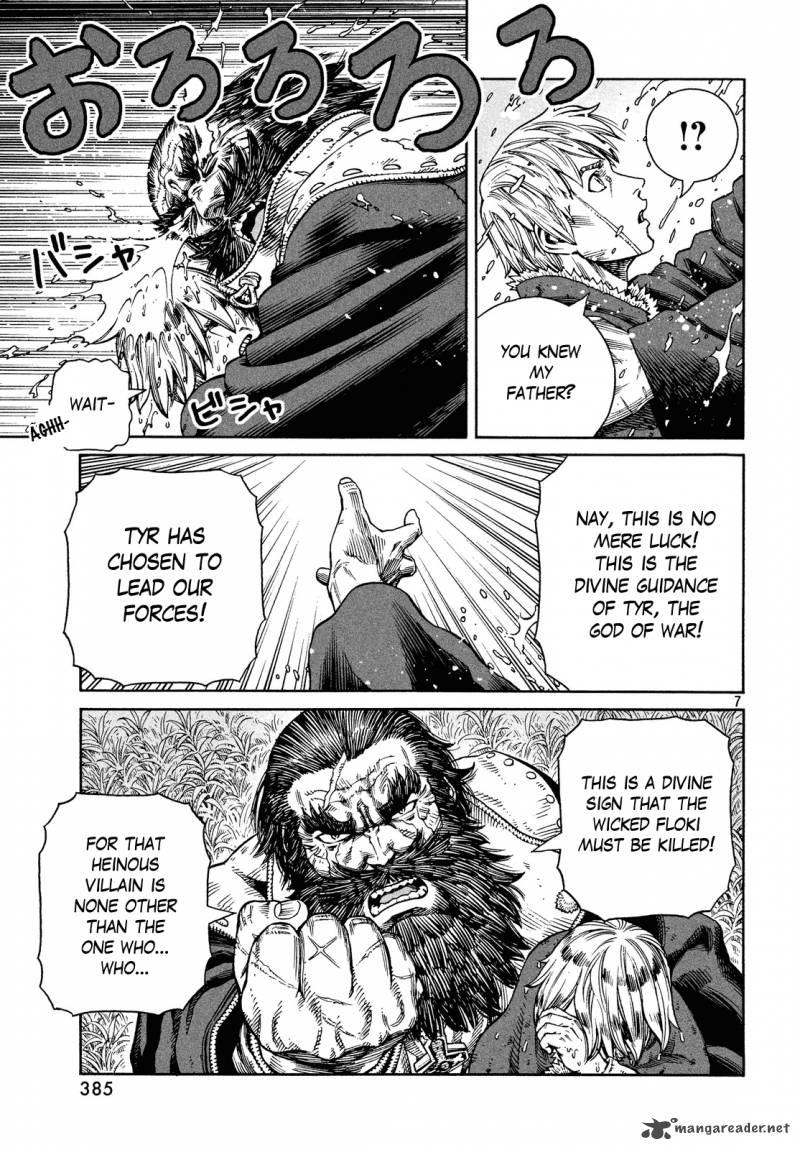 !?
YOU KNEW
MY
FATHER?
おろろろろ
バシャ
ビシャ
WAIT-
ÄGHH-
NAY, THIS IS NO
MERE LUCK!
THIS IS THE
DIVINE GUIDANCE
OF TYR, THE
GOD OF WAR!
TYR HAS
CHOSEN TO
LEAD OUR
FORCES!
7
THIS IS A DIVINE
SIGN THAT THE
WICKED FLOKI
MUST BE KILLED!
FOR THAT
HEINOUS
VILLAIN IS
NONE OTHER
THAN THE
ONE WHO...
WHO...
385
mangareader.net